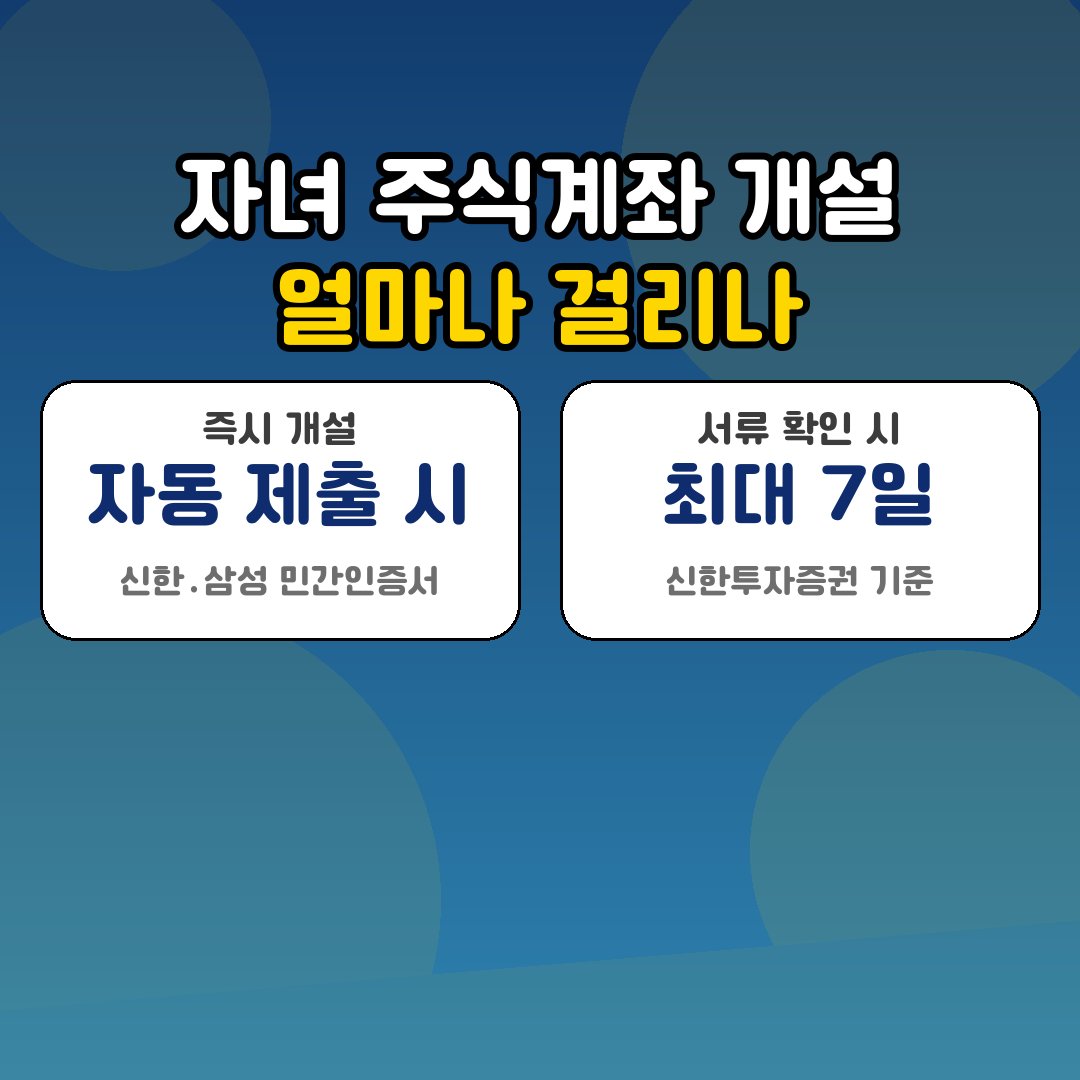 자녀 주식계좌 개설
얼마나 걸리나
즉시 개설
자동 제출 시
신한.삼성 민간인증서
서류 확인 시
최대 7일
신한투자증권 기준